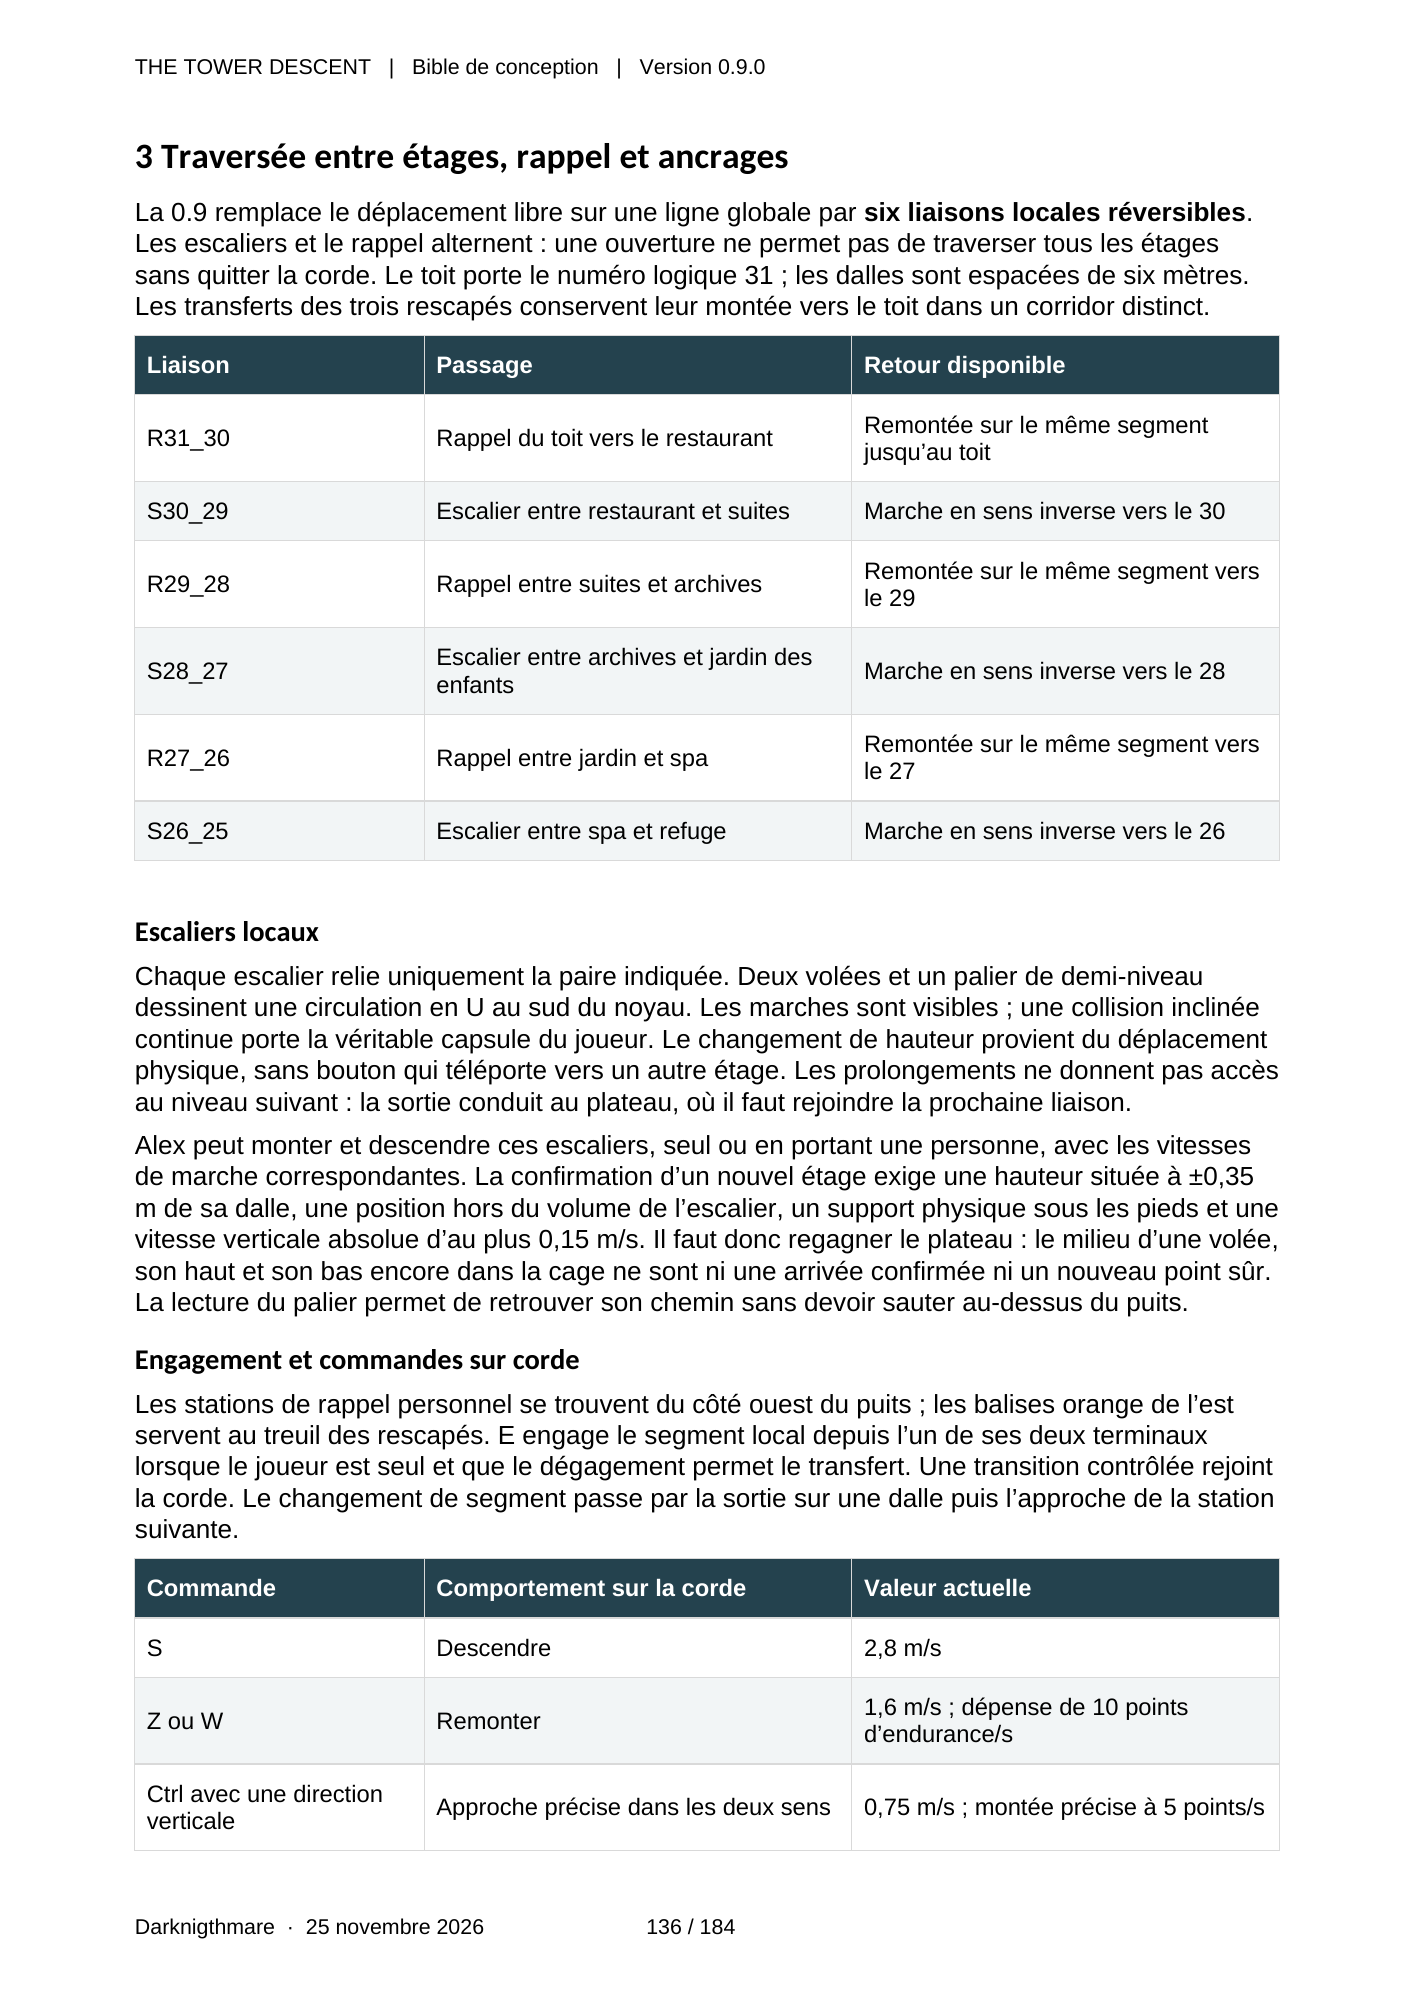 THE TOWER DESCENT | Bible de conception | Version 0.9.0
3 Traversée entre étages, rappel et ancrages
La 0.9 remplace le déplacement libre sur une ligne globale par six liaisons locales réversibles.
Les escaliers et le rappel alternent : une ouverture ne permet pas de traverser tous les étages
sans quitter la corde. Le toit porte le numéro logique 31 ; les dalles sont espacées de six mètres.
Les transferts des trois rescapés conservent leur montée vers le toit dans un corridor distinct.
Liaison Passage Retour disponible
R31_30 Rappel du toit vers le restaurant Remontée sur le même segment
jusqu’au toit
S30_29 Escalier entre restaurant et suites Marche en sens inverse vers le 30
R29_28 Rappel entre suites et archives Remontée sur le même segment vers
le 29
S28_27 Escalier entre archives et jardin des
enfants Marche en sens inverse vers le 28
R27_26 Rappel entre jardin et spa Remontée sur le même segment vers
le 27
S26_25 Escalier entre spa et refuge Marche en sens inverse vers le 26
Escaliers locaux
Chaque escalier relie uniquement la paire indiquée. Deux volées et un palier de demi-niveau
dessinent une circulation en U au sud du noyau. Les marches sont visibles ; une collision inclinée
continue porte la véritable capsule du joueur. Le changement de hauteur provient du déplacement
physique, sans bouton qui téléporte vers un autre étage. Les prolongements ne donnent pas accès
au niveau suivant : la sortie conduit au plateau, où il faut rejoindre la prochaine liaison.
Alex peut monter et descendre ces escaliers, seul ou en portant une personne, avec les vitesses
de marche correspondantes. La confirmation d’un nouvel étage exige une hauteur située à ±0,35
m de sa dalle, une position hors du volume de l’escalier, un support physique sous les pieds et une
vitesse verticale absolue d’au plus 0,15 m/s. Il faut donc regagner le plateau : le milieu d’une volée,
son haut et son bas encore dans la cage ne sont ni une arrivée confirmée ni un nouveau point sûr.
La lecture du palier permet de retrouver son chemin sans devoir sauter au-dessus du puits.
Engagement et commandes sur corde
Les stations de rappel personnel se trouvent du côté ouest du puits ; les balises orange de l’est
servent au treuil des rescapés. E engage le segment local depuis l’un de ses deux terminaux
lorsque le joueur est seul et que le dégagement permet le transfert. Une transition contrôlée rejoint
la corde. Le changement de segment passe par la sortie sur une dalle puis l’approche de la station
suivante.
Commande Comportement sur la corde Valeur actuelle
S Descendre 2,8 m/s
Z ou W Remonter 1,6 m/s ; dépense de 10 points
d’endurance/s
Ctrl avec une direction
verticale Approche précise dans les deux sens 0,75 m/s ; montée précise à 5 points/s
Darknigthmare · 25 novembre 2026 136 / 184